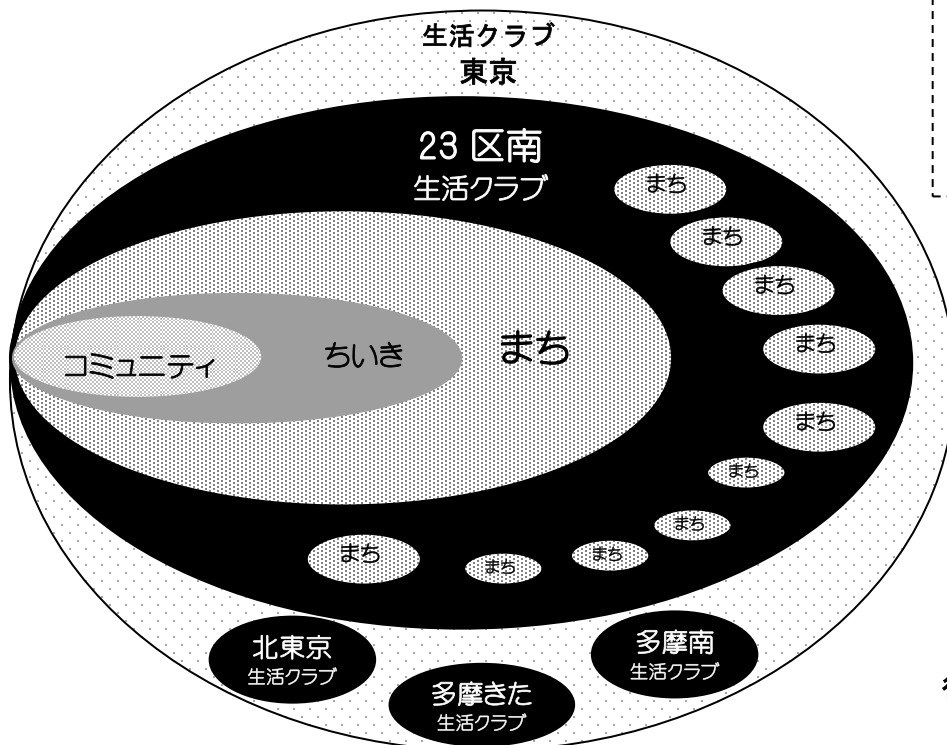 生活クラブ
東京
23 区南
生活クラブ
まち
まち
まち
まち
まち
まち
まち
まち
まち
まち
コミュニティ
ちいき
まち
北東京
生活クラブ
多摩きた
生活クラブ
多摩南
生活クラブ